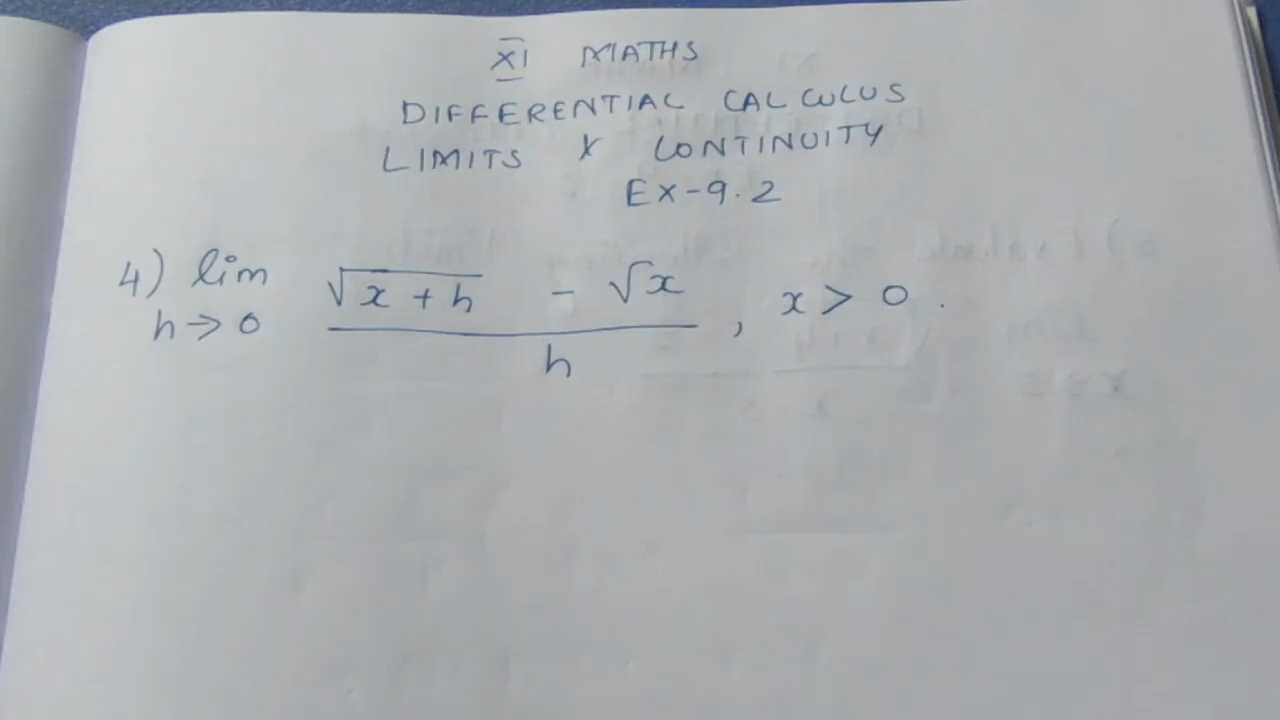 XI MATHS
DIFFERENTIAL CALCULUS
LIMITS & CONTINUITY
Ex-9.2
4) lim h→0 (√(x+h) - √x) / h , x > 0 .